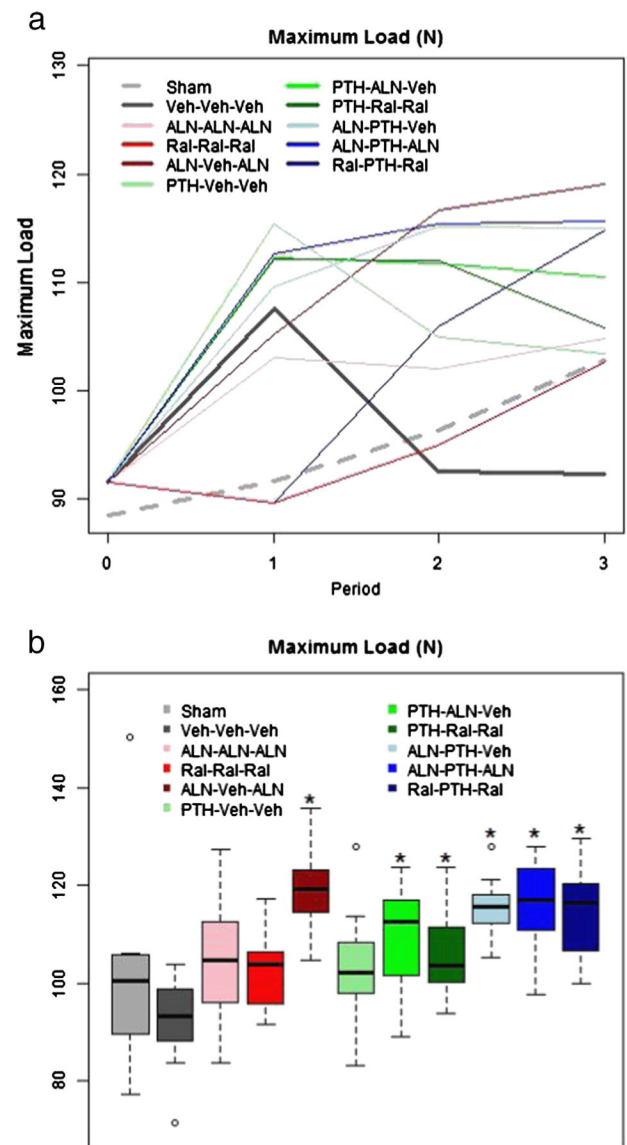 a
Maximum Load (N)
130
120
110
100
90
Maximum Load
Sham
Veh-Veh-Veh
ALN-ALN-ALN
Ral-Ral-Ral
ALN-Veh-ALN
PTH-Veh-Veh
PTH-ALN-Veh
PTH-Ral-Ral
ALN-PTH-Veh
ALN-PTH-ALN
Ral-PTH-Ral
0 1 2 3
Period
b
Maximum Load (N)
160
140
120
100
80
Sham
Veh-Veh-Veh
ALN-ALN-ALN
Ral-Ral-Ral
ALN-Veh-ALN
PTH-Veh-Veh
PTH-ALN-Veh
PTH-Ral-Ral
ALN-PTH-Veh
ALN-PTH-ALN
Ral-PTH-Ral
* * * * * *